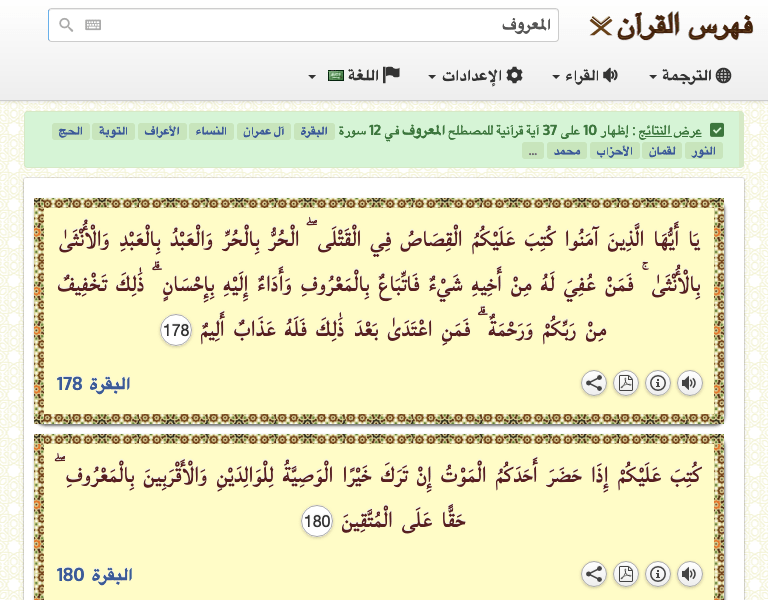 فهرس القرآن
المعروف
الترجمة القراء الإعدادات اللغة
عرض النتائج : إظهار 10 على 37 آية قرآنية للمصطلح المعروف في 12 سورة البقرة آل عمران النساء الأعراف التوبة الحج
النور لقمان الأحزاب محمد ...
يَا أَيُّهَا الَّذِينَ آمَنُوا كُتِبَ عَلَيْكُمُ الْقِصَاصُ فِي الْقَتْلَى ۖ الْحُرُّ بِالْحُرِّ وَالْعَبْدُ بِالْعَبْدِ وَالْأُنْثَىٰ
بِالْأُنْثَىٰ ۚ فَمَنْ عُفِيَ لَهُ مِنْ أَخِيهِ شَيْءٌ فَاتِّبَاعٌ بِالْمَعْرُوفِ وَأَدَاءٌ إِلَيْهِ بِإِحْسَانٍ ۗ ذَٰلِكَ تَخْفِيفٌ
مِنْ رَبِّكُمْ وَرَحْمَةٌ ۗ فَمَنِ اعْتَدَىٰ بَعْدَ ذَٰلِكَ فَلَهُ عَذَابٌ أَلِيمٌ 178
البقرة 178
كُتِبَ عَلَيْكُمْ إِذَا حَضَرَ أَحَدَكُمُ الْمَوْتُ إِنْ تَرَكَ خَيْرًا الْوَصِيَّةُ لِلْوَالِدَيْنِ وَالْأَقْرَبِينَ بِالْمَعْرُوفِ ۖ
حَقًّا عَلَى الْمُتَّقِينَ 180
البقرة 180